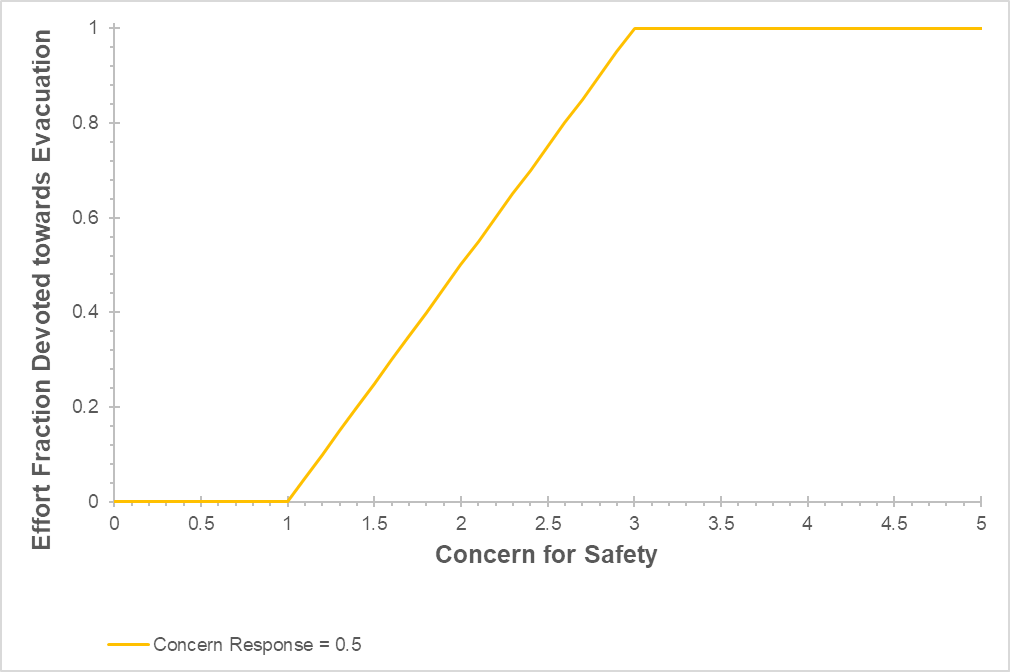 Effort Fraction Devoted towards Evacuation
1
0.8
0.6
0.4
0.2
0
0 0.5 1 1.5 2 2.5 3 3.5 4 4.5 5
Concern for Safety
Concern Response = 0.5